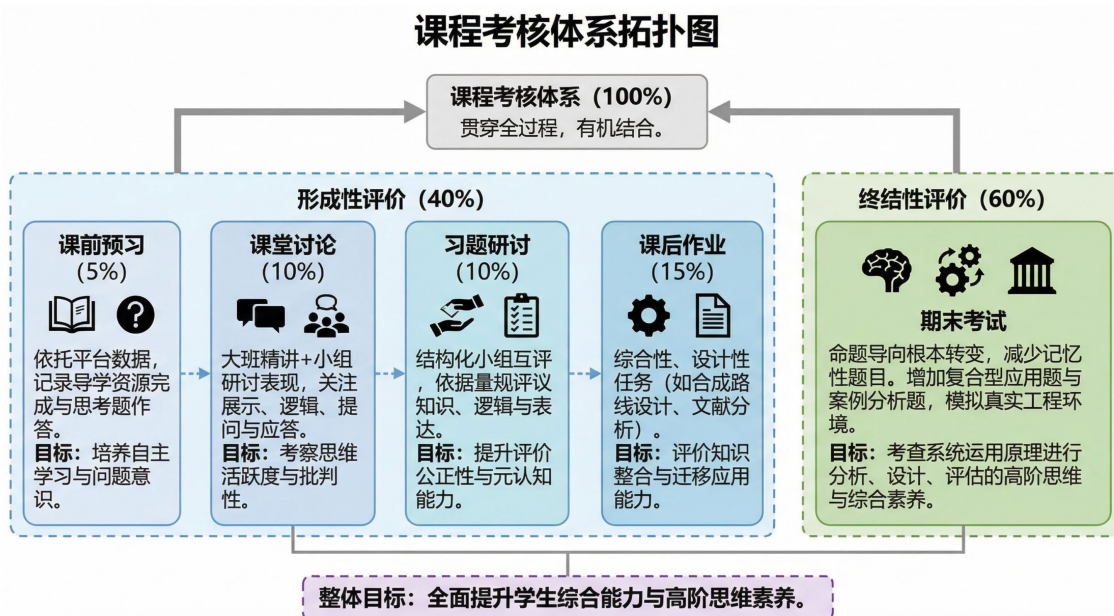 课程考核体系拓扑图
课程考核体系（100%）
贯穿全过程，有机结合。
形成性评价（40%）
课前预习
（5%）
依托平台数据，
记录导学资源完
成与思考题作
答。
目标：培养自主
学习与问题意
识。
课堂讨论
（10%）
大班精讲+小组
研讨表现，关注
展示、逻辑、提
问与应答。
目标：考察思维
活跃度与批判
性。
习题研讨
（10%）
结构化小组互评
，依据量规评议
知识、逻辑与表
达。
目标：提升评价
公正性与元认知
能力。
课后作业
（15%）
综合性、设计性
任务（如合成路
线设计、文献分
析）。
目标：评价知识
整合与迁移应用
能力。
终结性评价（60%）
期末考试
命题导向根本转变，减少记忆
性题目。增加复合型应用题与
案例分析题，模拟真实工程环
境。
目标：考查系统运用原理进行
分析、设计、评估的高阶思维
与综合素养。
整体目标：全面提升学生综合能力与高阶思维素养。